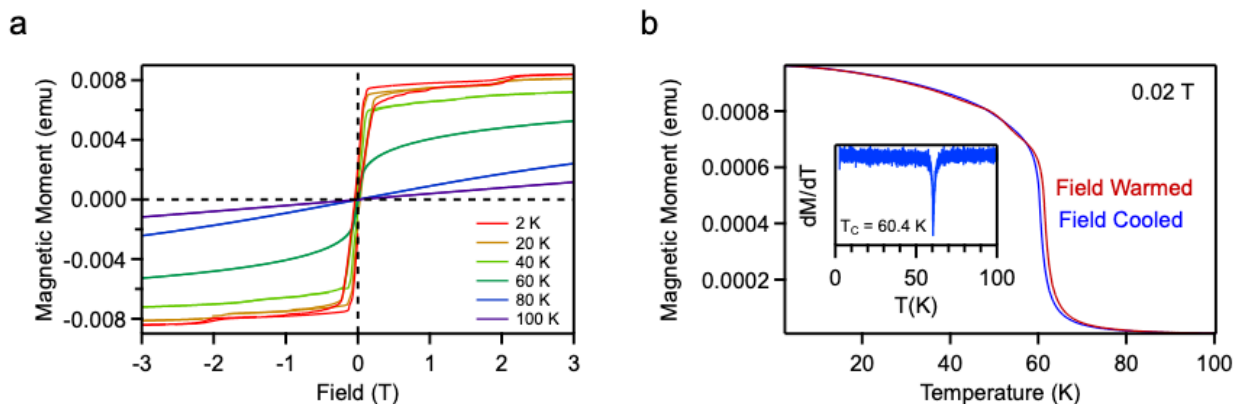 a
Magnetic Moment (emu)
0.008
0.004
0.000
-0.004
-0.008
2 K
20 K
40 K
60 K
80 K
100 K
-3 -2 -1 0 1 2 3
Field (T)
b
Magnetic Moment (emu)
0.0008
0.0006
0.0004
0.0002
0.02 T
Field Warmed
Field Cooled
dM/dT
T_C = 60.4 K
0 50 100
T(K)
20 40 60 80 100
Temperature (K)